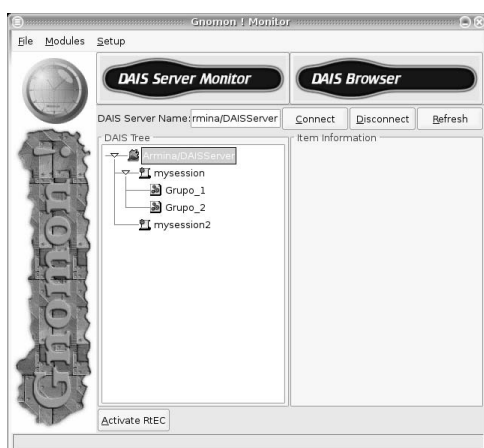 Gnomon ! Monitor
File Modules Setup
DAIS Server Monitor
DAIS Browser
DAIS Server Name: rmina/DAISServer Connect Disconnect Refresh
DAIS Tree
Item Information
Armina/DAISServer
mysession
Grupo_1
Grupo_2
mysession2
Gnomon!
Activate RtEC